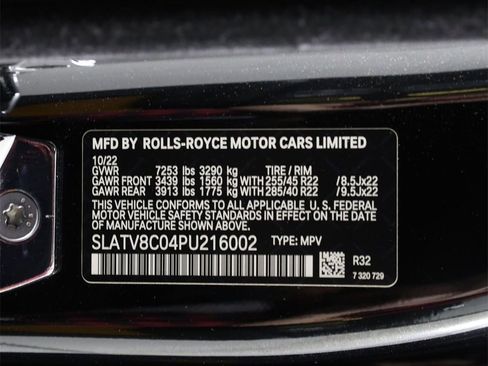 MFD BY ROLLS-ROYCE MOTOR CARS LIMITED
10/22
GVWR 7253 lbs 3290 kg TIRE / RIM
GAWR FRONT 3439 lbs 1560 kg WITH 255/45 R22 / 8.5Jx22
GAWR REAR 3913 lbs 1775 kg WITH 285/40 R22 / 9.5Jx22
THIS VEHICLE CONFORMS TO ALL APPLICABLE U.S. FEDERAL
MOTOR VEHICLE SAFETY STANDARDS IN EFFECT ON THE DATE OF
MANUFACTURE SHOWN ABOVE.
SLATV8C04PU216002 TYPE: MPV
R32
7 320 729